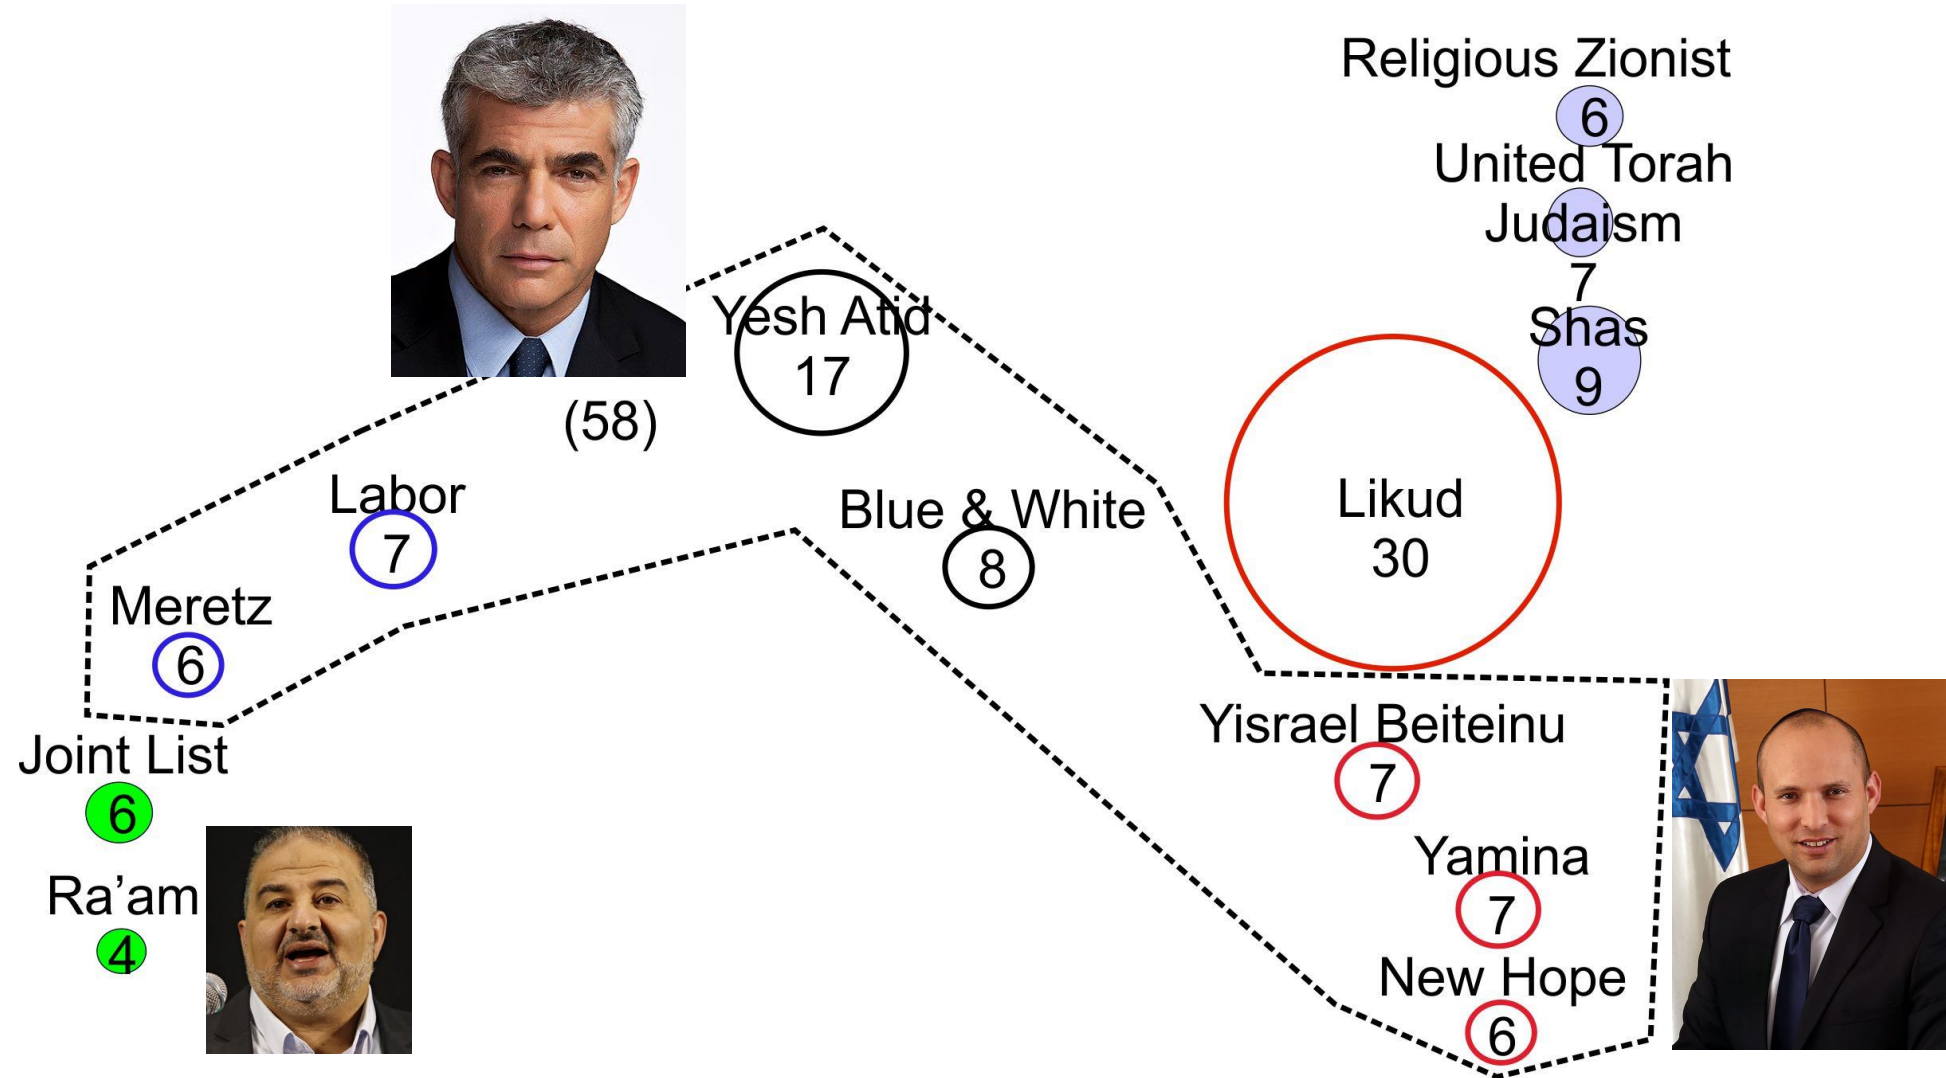 Religious Zionist
6
United Torah
Judaism
7
Shas
9
Yesh Atid
17
(58)
Likud
30
Labor
7
Blue & White
8
Meretz
6
Joint List
6
Yisrael Beiteinu
7
Ra’am
4
Yamina
7
New Hope
6